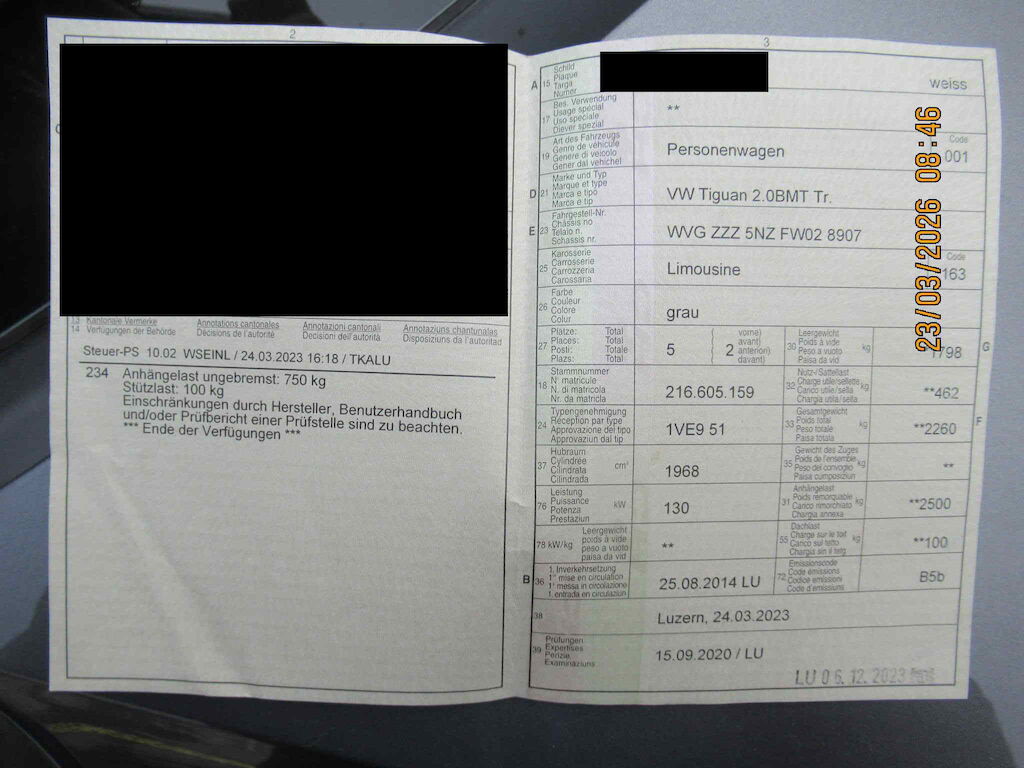 2
13 Kantonale Vermerke Annotations cantonales Annotazioni cantonali Annotaziuns chantunalas
14 Verfügungen der Behörde Décisions de l'autorité Decisioni dell'autorità Disposiziuns da l'autoritad
Steuer-PS 10.02 WSEINL / 24.03.2023 16:18 / TKALU
234 Anhängelast ungebremst: 750 kg
Stützlast: 100 kg
Einschränkungen durch Hersteller, Benutzerhandbuch
und/oder Prüfbericht einer Prüfstelle sind zu beachten.
*** Ende der Verfügungen ***
3
A 15 Schild
Plaque
Targa
Numer
weiss
17 Bes. Verwendung
Usage spécial
Uso speciale
Diever spezial
**
19 Art des Fahrzeugs
Genre de véhicule
Genere di veicolo
Gener dal vehichel
Personenwagen
Code
001
D 21 Marke und Typ
Marque et type
Marca e tipo
Marca e tip
VW Tiguan 2.0BMT Tr.
E 23 Fahrgestell-Nr.
Châssis no
Telaio n.
Schassis nr.
WVG ZZZ 5NZ FW02 8907
25 Karosserie
Carrosserie
Carrozzeria
Carossaria
Limousine
Code
163
26 Farbe
Couleur
Colore
Colur
grau
27 Plätze: Total
Places: Total
Posti: Totale
Plazs: Total
5
( vorne)
( avant)
2 anteriori)
( davant)
30 Leergewicht
Poids à vide
Peso a vuoto
Paisa da vid
kg
1798
G
18 Stammnummer
N° matricule
N. di matricola
Nr. da matricla
216.605.159
32 Nutz-/Sattellast
Charge utile/sellette
Carico utile/sella
Chargia utila/sella
kg
**462
24 Typengenehmigung
Réception par type
Approvazione del tipo
Approvaziun dal tip
1VE9 51
33 Gesamtgewicht
Poids total
Peso totale
Paisa totala
kg
**2260
F
37 Hubraum
Cylindrée
Cilindrata
Cilindrada
cm³
1968
35 Gewicht des Zuges
Poids de l'ensemble
Peso del convoglio
Paisa cumposiziun
kg
**
76 Leistung
Puissance
Potenza
Prestaziun
kW
130
31 Anhängelast
Poids remorquable
Carico rimorchiato
Chargia annexa
kg
**2500
78 kW/kg Leergewicht
poids à vide
peso a vuoto
paisa da vid
**
55 Dachlast
Charge sur le toit
Carico sul tetto
Chargia sin il tetg
kg
**100
B 36 1. Inverkehrsetzung
1re mise en circulation
1a messa in circolazione
1. entrada en circulaziun
25.08.2014 LU
72 Emissionscode
Code émissions
Codice emissioni
Code d'emissiuns
B5b
38
Luzern, 24.03.2023
39 Prüfungen
Expertises
Perizie
Examinaziuns
15.09.2020 / LU
LU 06. 12. 2023
23/03/2026 08:46